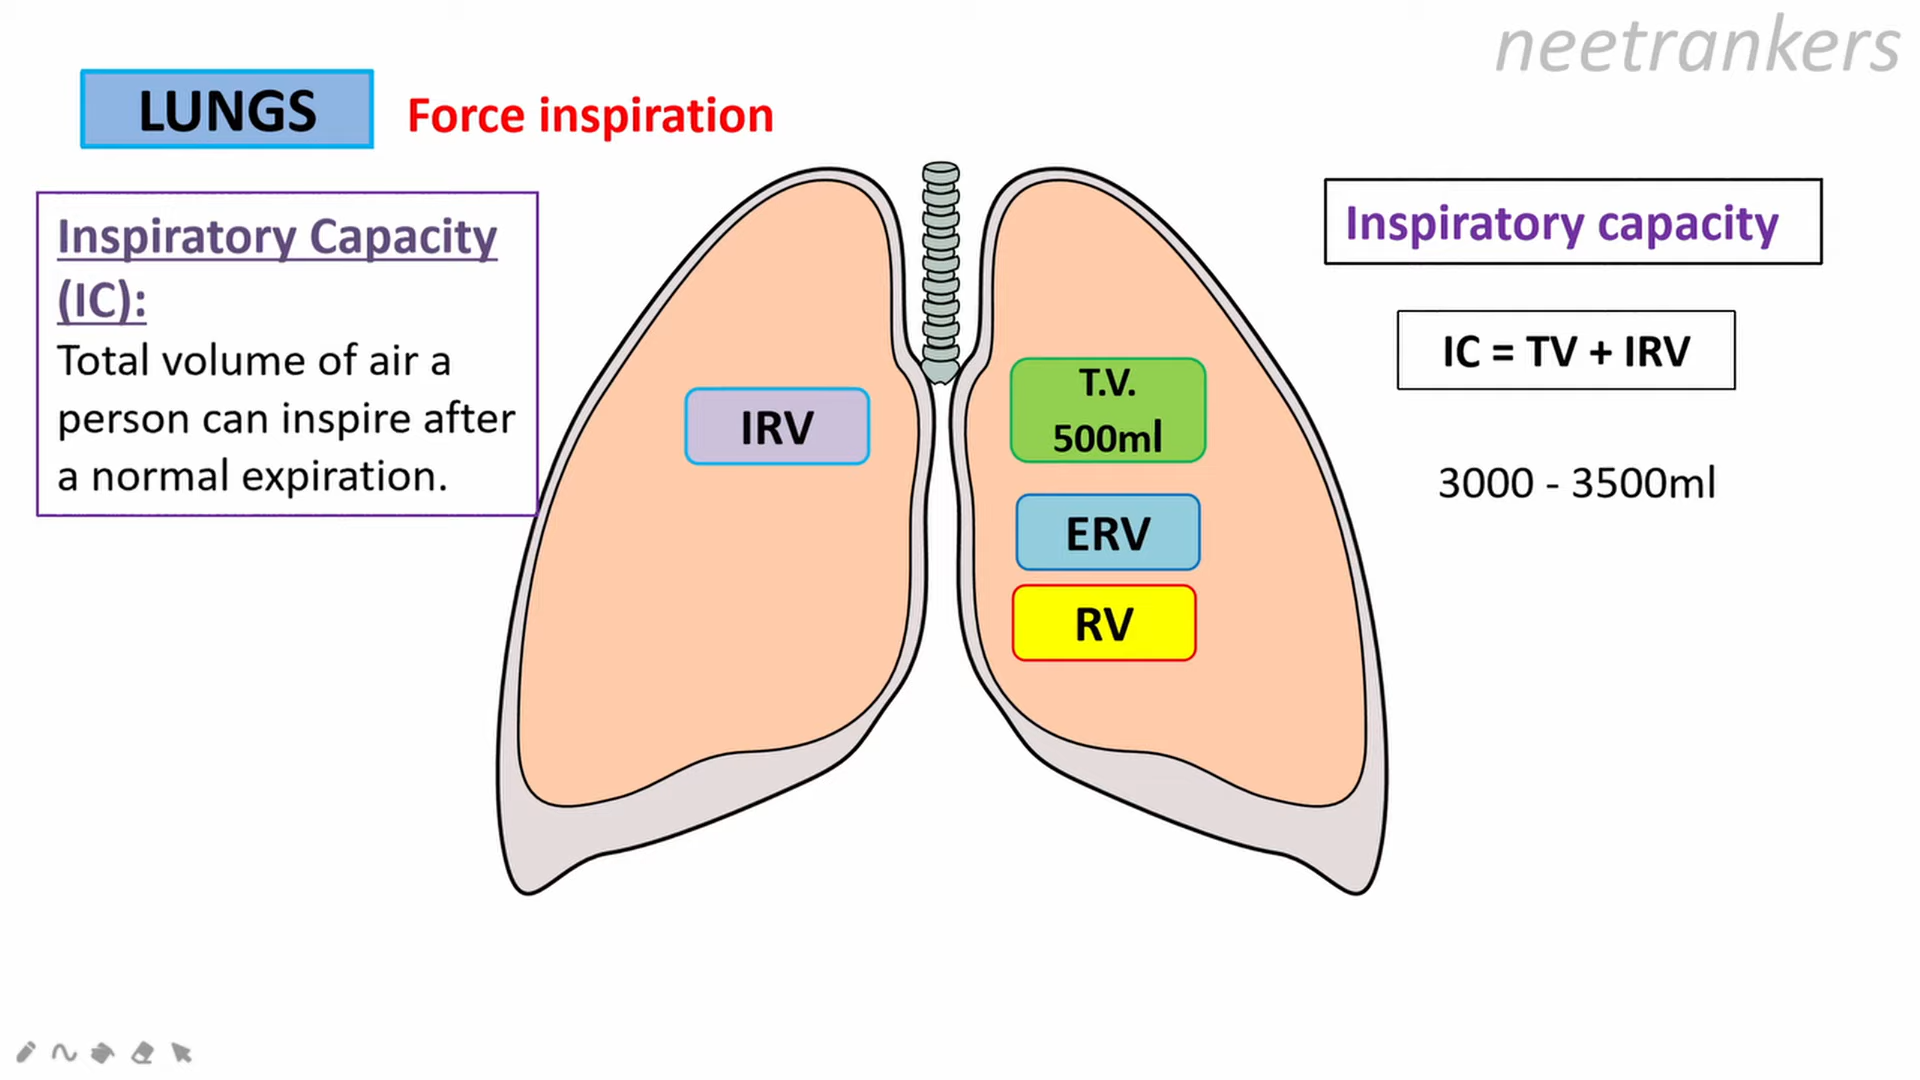 neetrankers
LUNGS
Force inspiration
Inspiratory Capacity
(IC):
Total volume of air a
person can inspire after
a normal expiration.
Inspiratory capacity
IC = TV + IRV
3000 - 3500ml
IRV
T.V.
500ml
ERV
RV